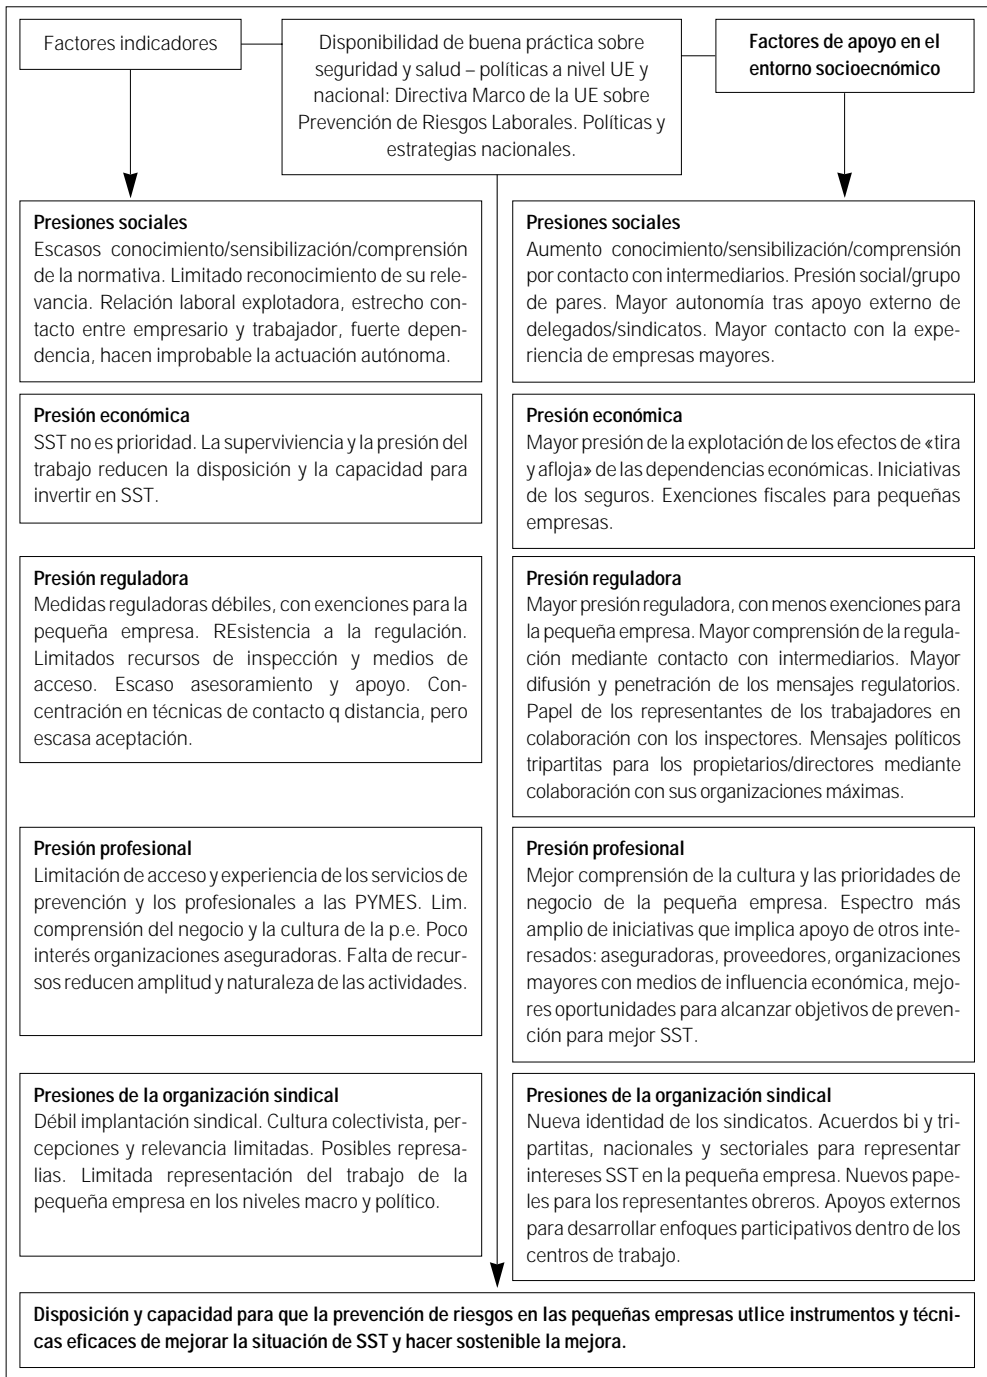 Factores indicadores
Disponibilidad de buena práctica sobre
seguridad y salud – políticas a nivel UE y
nacional: Directiva Marco de la UE sobre
Prevención de Riesgos Laborales. Políticas y
estrategias nacionales.
Factores de apoyo en el
entorno socioecnómico
Presiones sociales
Escasos conocimiento/sensibilización/comprensión
de la normativa. Limitado reconocimiento de su rele-
vancia. Relación laboral explotadora, estrecho con-
tacto entre empresario y trabajador, fuerte depen-
dencia, hacen improbable la actuación autónoma.
Presiones sociales
Aumento conocimiento/sensibilización/comprensión
por contacto con intermediarios. Presión social/grupo
de pares. Mayor autonomía tras apoyo externo de
delegados/sindicatos. Mayor contacto con la expe-
riencia de empresas mayores.
Presión económica
SST no es prioridad. La superviviencia y la presión del
trabajo reducen la disposición y la capacidad para
invertir en SST.
Presión económica
Mayor presión de la explotación de los efectos de «tira
y afloja» de las dependencias económicas. Iniciativas
de los seguros. Exenciones fiscales para pequeñas
empresas.
Presión reguladora
Medidas reguladoras débiles, con exenciones para la
pequeña empresa. REsistencia a la regulación.
Limitados recursos de inspección y medios de
acceso. Escaso asesoramiento y apoyo. Con-
centración en técnicas de contacto q distancia, pero
escasa aceptación.
Presión reguladora
Mayor presión reguladora, con menos exenciones para
la pequeña empresa. Mayor comprensión de la regula-
ción mediante contacto con intermediarios. Mayor
difusión y penetración de los mensajes regulatorios.
Papel de los representantes de los trabajadores en
colaboración con los inspectores. Mensajes políticos
tripartitas para los propietarios/directores mediante
colaboración con sus organizaciones máximas.
Presión profesional
Limitación de acceso y experiencia de los servicios de
prevención y los profesionales a las PYMES. Lim.
comprensión del negocio y la cultura de la p.e. Poco
interés organizaciones aseguradoras. Falta de recur-
sos reducen amplitud y naturaleza de las actividades.
Presión profesional
Mejor comprensión de la cultura y las prioridades de
negocio de la pequeña empresa. Espectro más
amplio de iniciativas que implica apoyo de otros inte-
resados: aseguradoras, proveedores, organizaciones
mayores con medios de influencia económica, mejo-
res oportunidades para alcanzar objetivos de preven-
ción para mejor SST.
Presiones de la organización sindical
Débil implantación sindical. Cultura colectivista, per-
cepciones y relevancia limitadas. Posibles represa-
lias. Limitada representación del trabajo de la
pequeña empresa en los niveles macro y político.
Presiones de la organización sindical
Nueva identidad de los sindicatos. Acuerdos bi y tri-
partitas, nacionales y sectoriales para representar
intereses SST en la pequeña empresa. Nuevos pape-
les para los representantes obreros. Apoyos externos
para desarrollar enfoques participativos dentro de los
centros de trabajo.
Disposición y capacidad para que la prevención de riesgos en las pequeñas empresas utlice instrumentos y técni-
cas eficaces de mejorar la situación de SST y hacer sostenible la mejora.